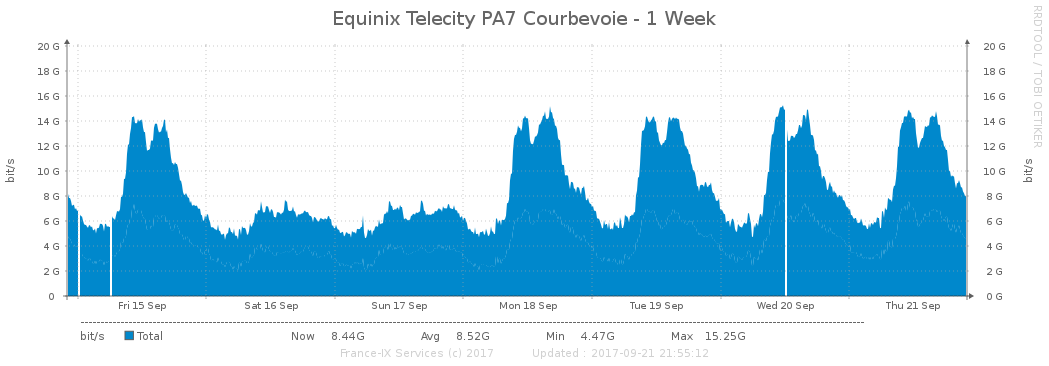 Equinix Telecity PA7 Courbevoie - 1 Week
RRDTOOL / TOBI OETIKER
bit/s
bit/s
20 G 20 G
18 G 18 G
16 G 16 G
14 G 14 G
12 G 12 G
10 G 10 G
8 G 8 G
6 G 6 G
4 G 4 G
2 G 2 G
0 0 G
Fri 15 Sep Sat 16 Sep Sun 17 Sep Mon 18 Sep Tue 19 Sep Wed 20 Sep Thu 21 Sep
bit/s Total Now 8.44G Avg 8.52G Min 4.47G Max 15.25G
France-IX Services (c) 2017 Updated : 2017-09-21 21:55:12